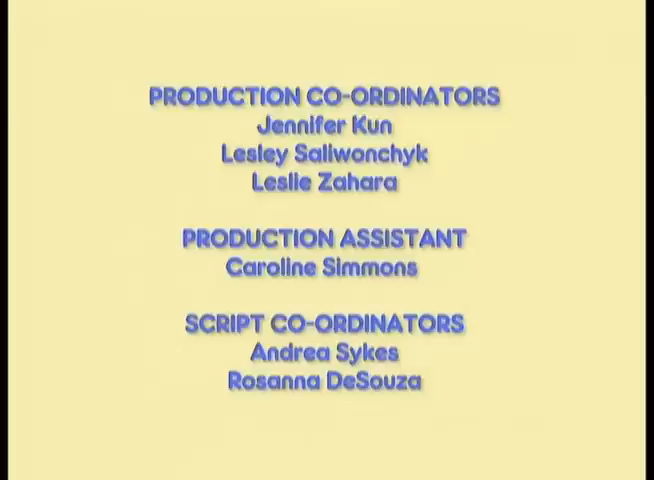 PRODUCTION CO-ORDINATORS
Jennifer Kun
Lesley Saliwonchyk
Leslie Zahara
PRODUCTION ASSISTANT
Caroline Simmons
SCRIPT CO-ORDINATORS
Andrea Sykes
Rosanna DeSouza